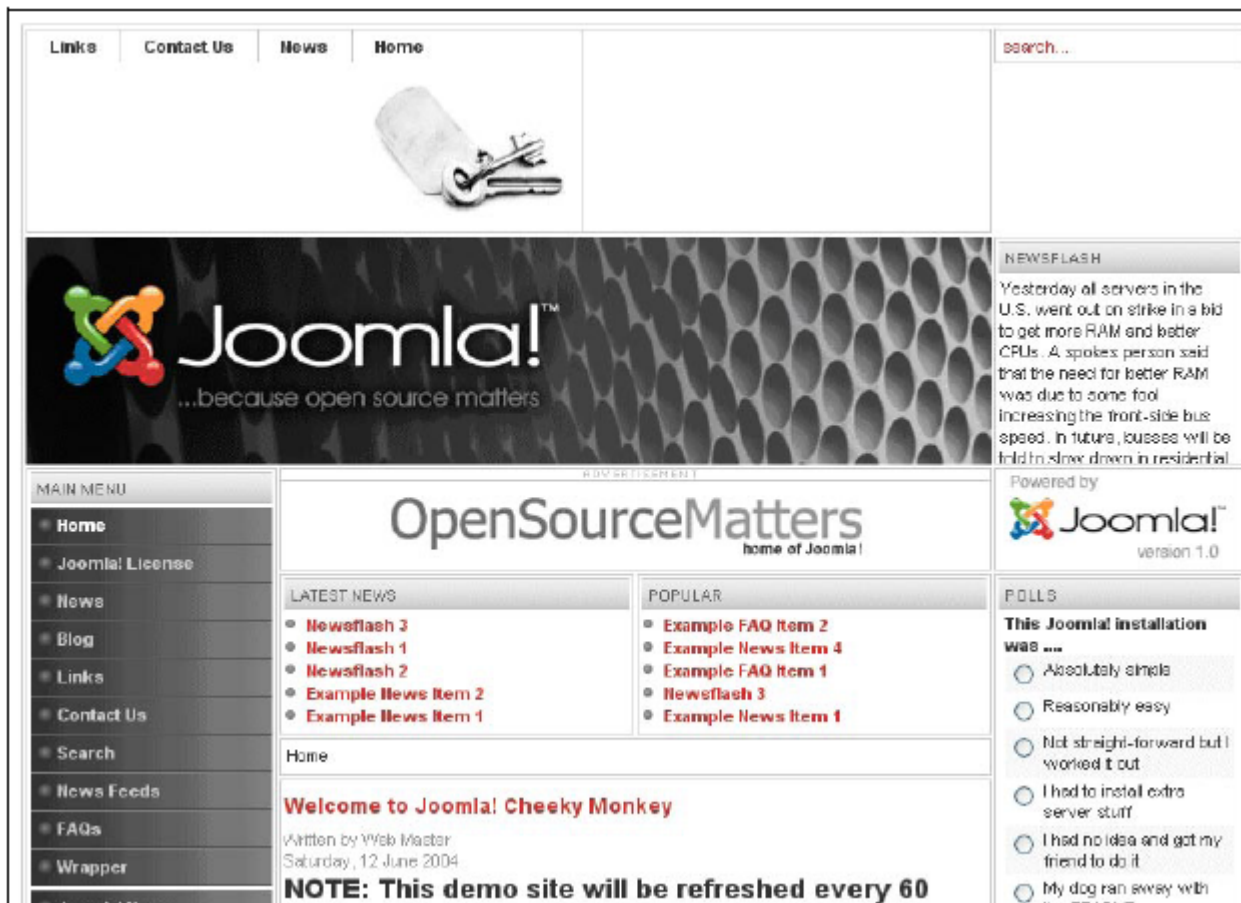 Links Contact Us News Home
search...
Joomla!™
...because open source matters
NEWSFLASH
Yesterday all servers in the
U.S. went out on strike in a bid
to get more RAM and better
CPUs. A spokes person said
that the need for better RAM
was due to some fool
increasing the front-side bus
speed. In future, busses will be
told to slow down in residential
MAIN MENU
Home
Joomla! License
News
Blog
Links
Contact Us
Search
News Feeds
FAQs
Wrapper
ADVERTISEMENT
OpenSourceMatters
home of Joomla!
Powered by
Joomla!™
version 1.0
LATEST NEWS
Newsflash 3
Newsflash 1
Newsflash 2
Example News Item 2
Example News Item 1
POPULAR
Example FAQ Item 2
Example News Item 4
Example FAQ Item 1
Newsflash 3
Example News Item 1
Home
Welcome to Joomla! Cheeky Monkey
Written by Web Master
Saturday, 12 June 2004
NOTE: This demo site will be refreshed every 60
POLLS
This Joomla! installation
was ....
Absolutely simple
Reasonably easy
Not straight-forward but I
worked it out
I had to install extra
server stuff
I had no idea and got my
friend to do it
My dog ran away with